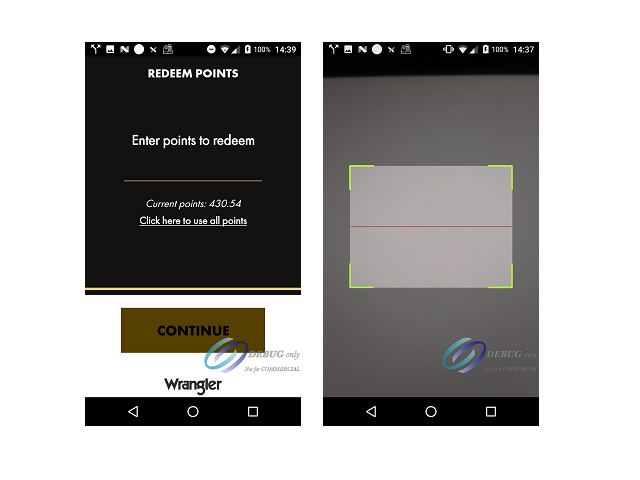 100% 14:39
REDEEM POINTS
Enter points to redeem
Current points: 430.54
Click here to use all points
CONTINUE
DEBUG only
Not for COMMERCIAL
Wrangler
100% 14:37
DEBUG only
Not for COMMERCIAL